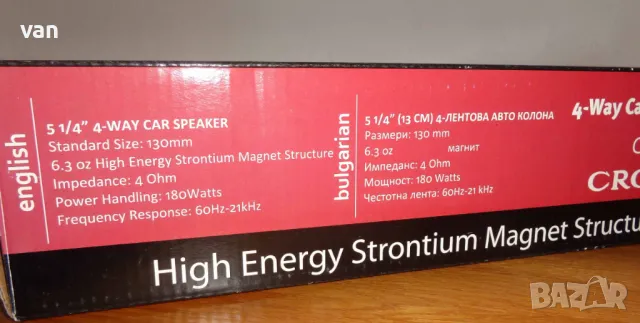 van
english
5 1/4" 4-WAY CAR SPEAKER
Standard Size: 130mm
6.3 oz High Energy Strontium Magnet Structure
Impedance: 4 Ohm
Power Handling: 180Watts
Frequency Response: 60Hz-21kHz
bulgarian
5 1/4" (13 СМ) 4-ЛЕНТОВА АВТО КОЛОНА
Размери: 130 mm
6.3 oz магнит
Импеданс: 4 Ohm
Мощност: 180 Watts
Честотна лента: 60Hz-21 kHz
4-Way Ca
CRO
High Energy Strontium Magnet Structu
BAZAR.bg